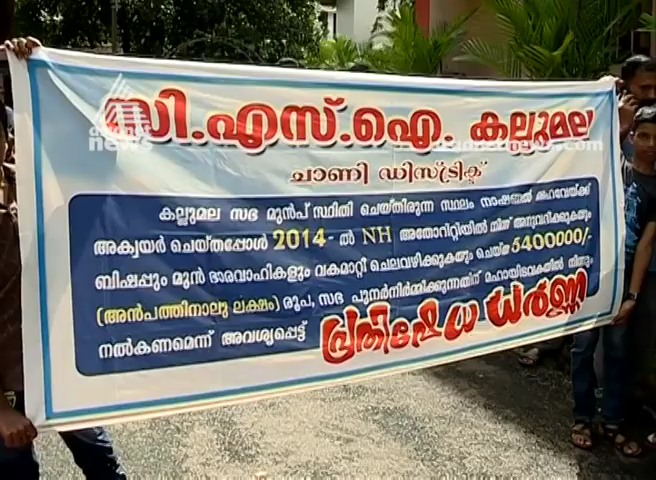 സി.എസ്.ഐ. കല്ലുമല
ചാണി ഡിസ്ട്രിക്ട്
കല്ലുമല സഭ മുൻപ് സ്ഥിതി ചെയ്തിരുന്ന സ്ഥലം നാഷണൽ ഹൈവേയ്ക്ക്
അക്വയർ ചെയ്തപ്പോൾ 2014- ൽ NH അതോറിറ്റിയിൽ നിന്ന് അനുവദിക്കുകയും
ബിഷപ്പും മുൻ ഭാരവാഹികളും വകമാറ്റി ചെലവഴിക്കുകയും ചെയ്ത 5400000/-
(അൻപത്തിനാലു ലക്ഷം) രൂപ, സഭ പുനർനിർമ്മിക്കുന്നതിന് മഹായിടവകയിൽ നിന്നും
നൽകണമെന്ന് ആവശ്യപ്പെട്ട് പ്രതിഷേധ ധർണ്ണ
news